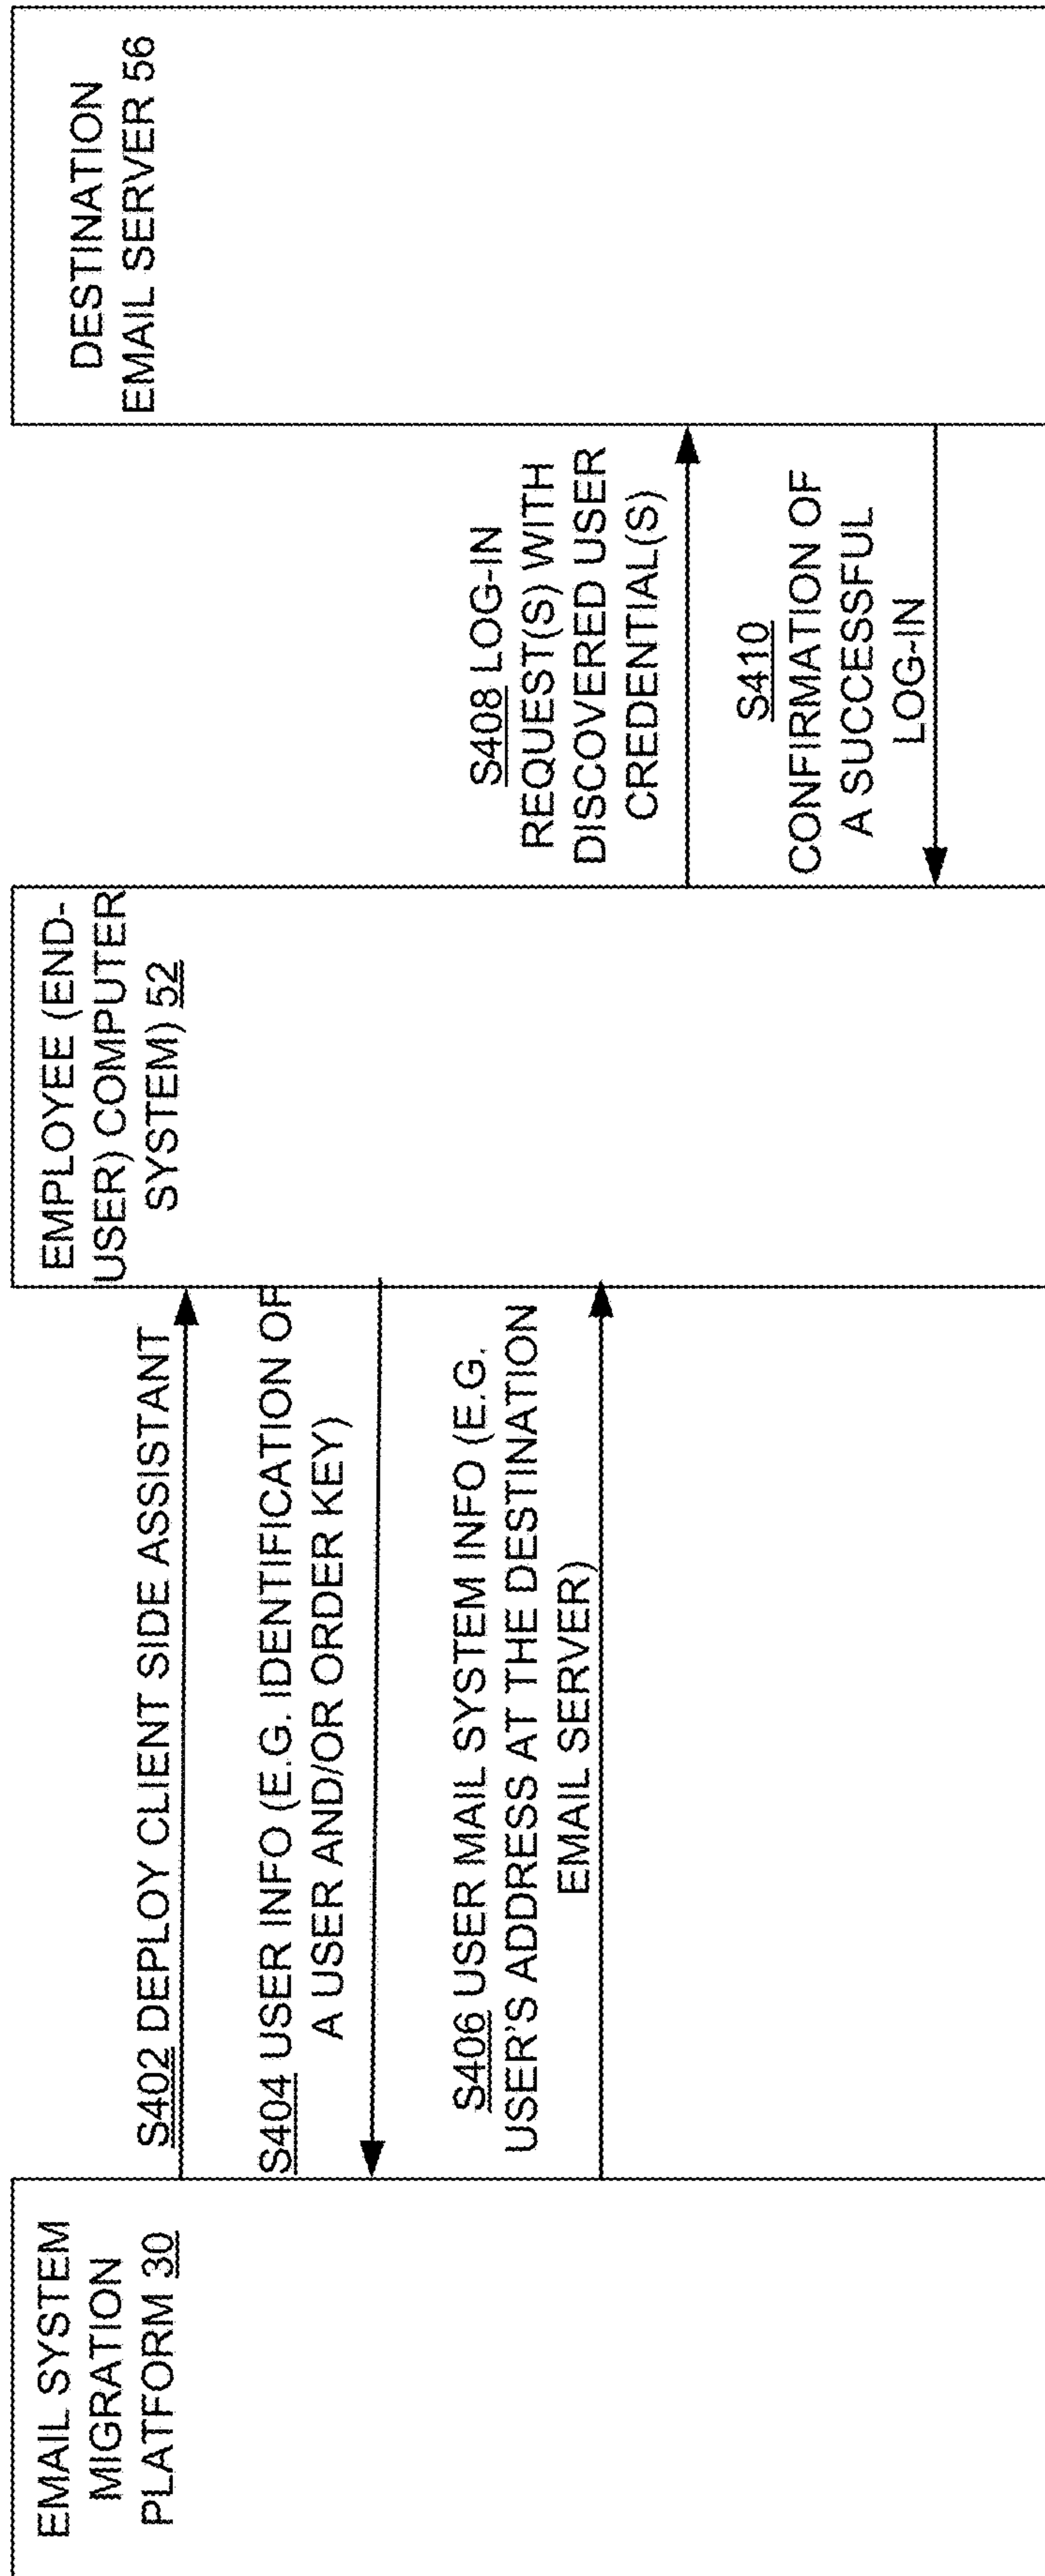 EMAIL SYSTEM
MIGRATION
PLATFORM 30
EMPLOYEE (END-
USER) COMPUTER
SYSTEM) 52
DESTINATION
EMAIL SERVER 56
S402 DEPLOY CLIENT SIDE ASSISTANT
S404 USER INFO (E.G. IDENTIFICATION OF
A USER AND/OR ORDER KEY)
S406 USER MAIL SYSTEM INFO (E.G.
USER'S ADDRESS AT THE DESTINATION
EMAIL SERVER)
S408 LOG-IN
REQUEST(S) WITH
DISCOVERED USER
CREDENTIAL(S)
S410
CONFIRMATION OF
A SUCCESSFUL
LOG-IN